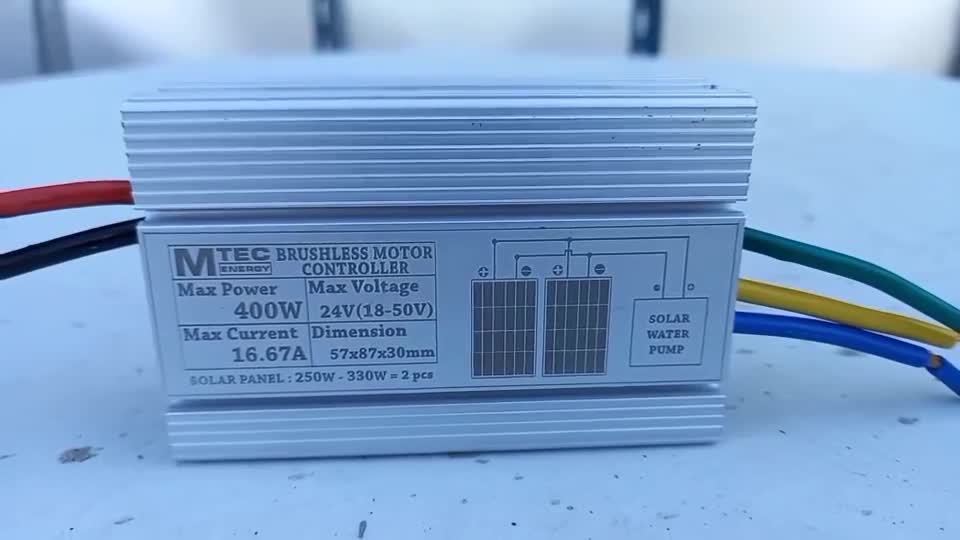 MTEC ENERGY
BRUSHLESS MOTOR
CONTROLLER
Max Power
400W
Max Voltage
24V(18-50V)
Max Current
16.67A
Dimension
57x87x30mm
SOLAR PANEL : 250W - 330W = 2 pcs
SOLAR
WATER
PUMP